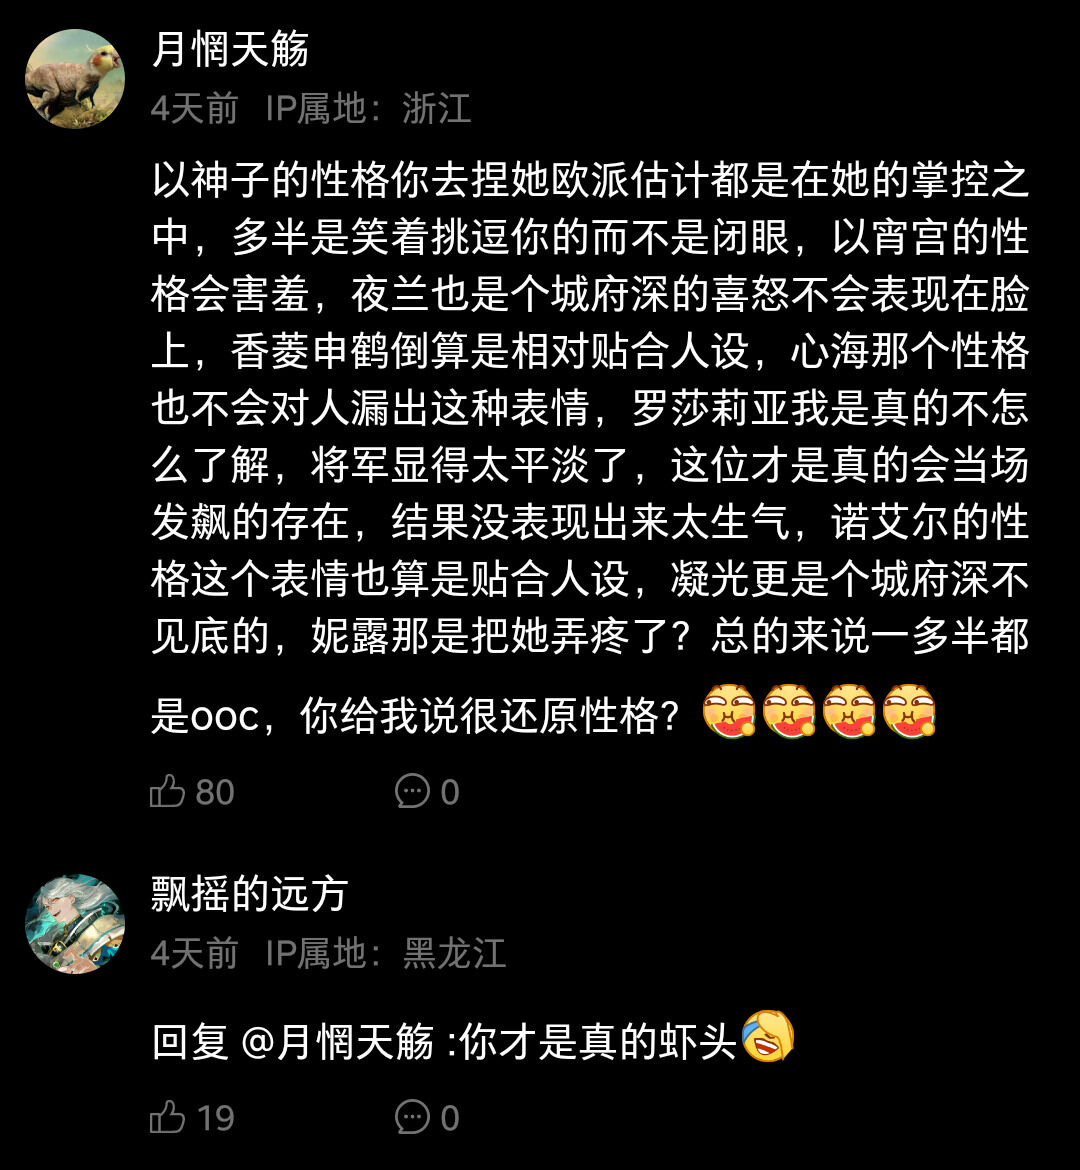 月惘天觞
4天前 IP属地：浙江
以神子的性格你去捏她欧派估计都是在她的掌控之
中，多半是笑着挑逗你的而不是闭眼，以宵宫的性
格会害羞，夜兰也是个城府深的喜怒不会表现在脸
上，香菱申鹤倒算是相对贴合人设，心海那个性格
也不会对人漏出这种表情，罗莎莉亚我是真的不怎
么了解，将军显得太平淡了，这位才是真的会当场
发飙的存在，结果没表现出来太生气，诺艾尔的性
格这个表情也算是贴合人设，凝光更是个城府深不
见底的，妮露那是把她弄疼了？总的来说一多半都
是ooc，你给我说很还原性格？
80 0
飘摇的远方
4天前 IP属地：黑龙江
回复 @月惘天觞 :你才是真的虾头
19 0